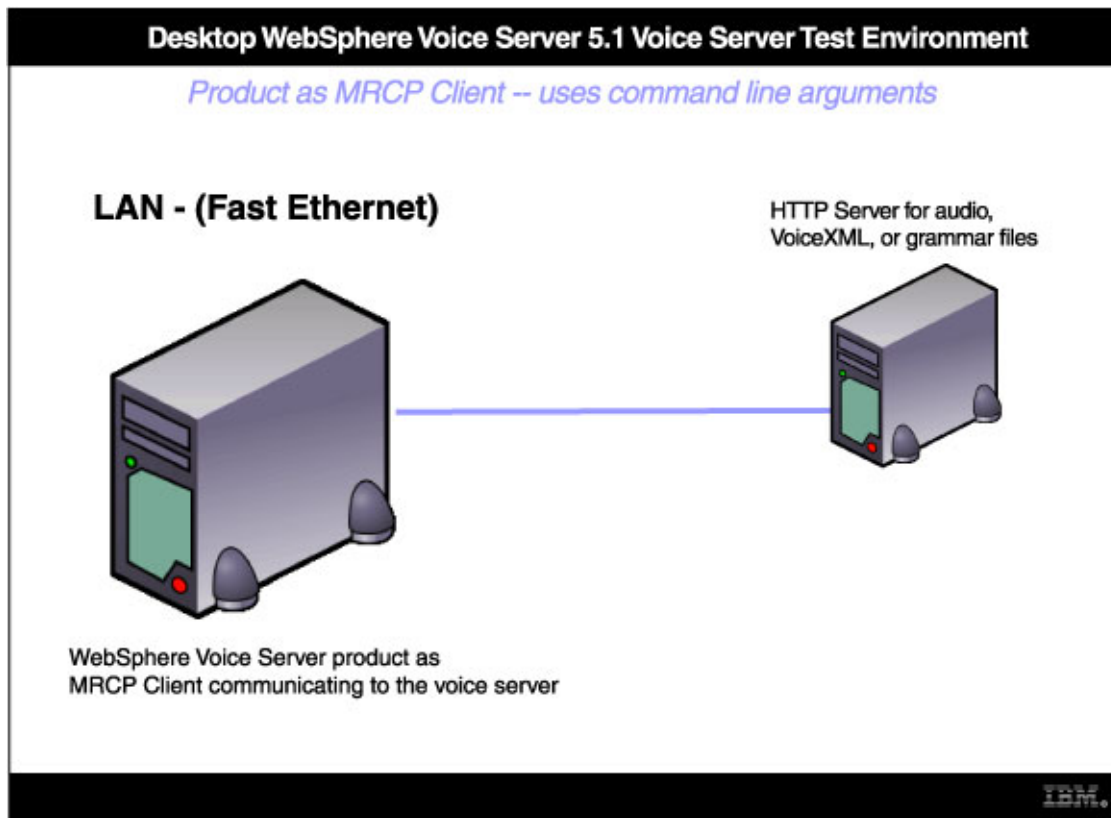 Desktop WebSphere Voice Server 5.1 Voice Server Test Environment
Product as MRCP Client -- uses command line arguments
LAN - (Fast Ethernet)
HTTP Server for audio,
VoiceXML, or grammar files
WebSphere Voice Server product as
MRCP Client communicating to the voice server
IBM.